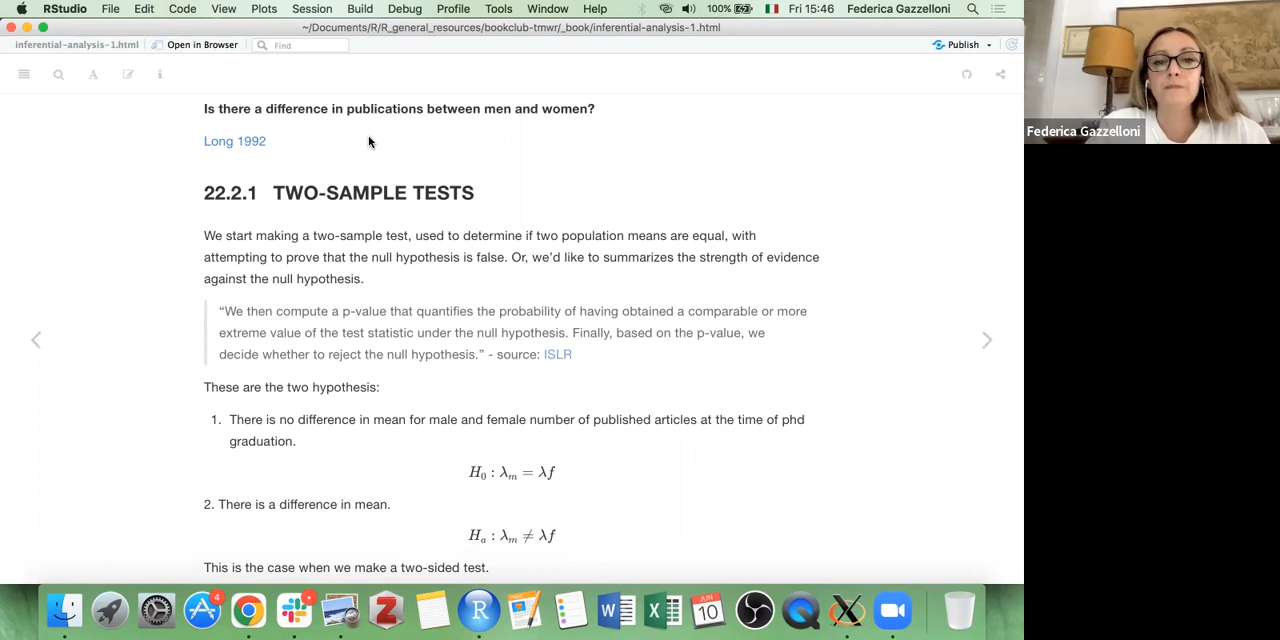 RStudio File Edit Code View Plots Session Build Debug Profile Tools Window Help 100% Fri 15:46 Federica Gazzelloni
~/Documents/R/R_general_resources/bookclub-tmwr/_book/inferential-analysis-1.html
inferential-analysis-1.html Open in Browser Find Publish
A i
Is there a difference in publications between men and women?
Long 1992
22.2.1 TWO-SAMPLE TESTS
We start making a two-sample test, used to determine if two population means are equal, with
attempting to prove that the null hypothesis is false. Or, we’d like to summarizes the strength of evidence
against the null hypothesis.
“We then compute a p-value that quantifies the probability of having obtained a comparable or more
extreme value of the test statistic under the null hypothesis. Finally, based on the p-value, we
decide whether to reject the null hypothesis.” - source: ISLR
These are the two hypothesis:
1. There is no difference in mean for male and female number of published articles at the time of phd
graduation.
H₀ : λₘ = λf
2. There is a difference in mean.
Hₐ : λₘ ≠ λf
This is the case when we make a two-sided test.
4 Z R W X JUN 10 X
Federica Gazzelloni